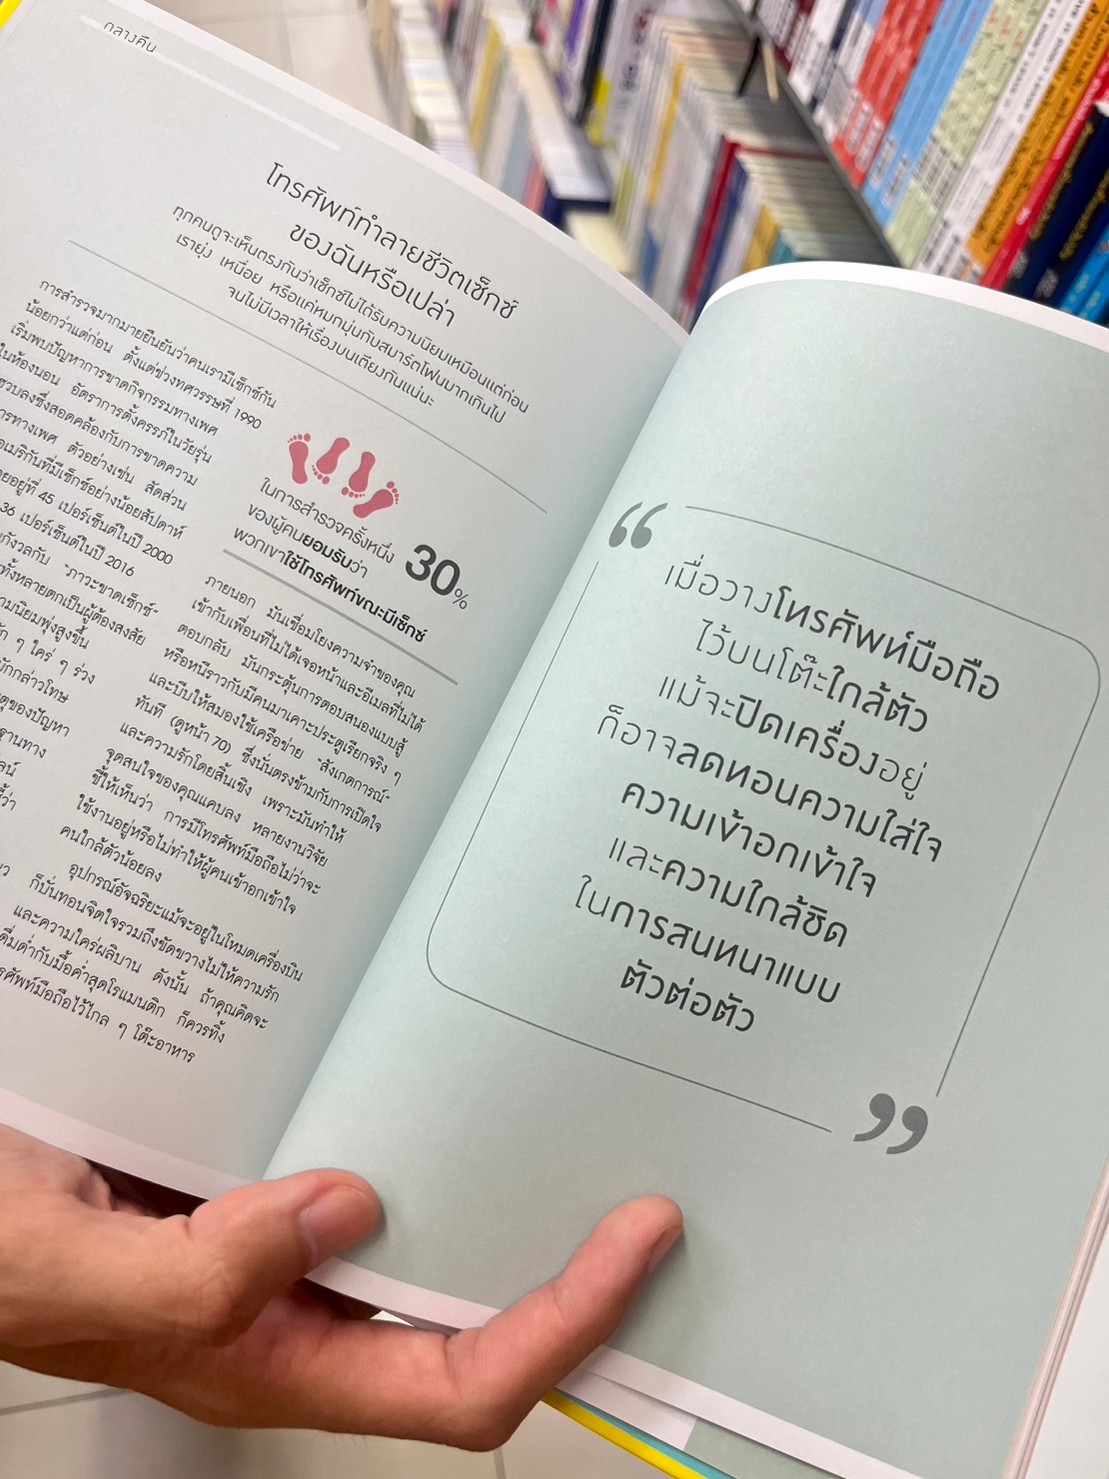 กลางคืน
โทรศัพท์ทำลายชีวิตเซ็กซ์
ของฉันหรือเปล่า
ทุกคนดูจะเห็นตรงกันว่าเซ็กซ์ไม่ได้รับความนิยมเหมือนแต่ก่อน
เรายุ่ง เหนื่อย หรือแค่หมกมุ่นกับสมาร์ตโฟนมากเกินไป
จนไม่มีเวลาให้เรื่องบนเตียงกันแน่นะ
การสำรวจมากมายยืนยันว่าคนเรามีเซ็กซ์กัน
น้อยกว่าแต่ก่อน ตั้งแต่ช่วงทศวรรษที่ 1990
เริ่มพบปัญหาการขาดกิจกรรมทางเพศ
ในห้องนอน อัตราการตั้งครรภ์ในวัยรุ่น
ฮวบลงซึ่งสอดคล้องกับการขาดความ
การทางเพศ ตัวอย่างเช่น สัดส่วน
อเมริกันที่มีเซ็กซ์อย่างน้อยสัปดาห์
อยู่ที่ 45 เปอร์เซ็นต์ในปี 2000
36 เปอร์เซ็นต์ในปี 2016
กังวลกับ "ภาวะขาดเซ็กซ์"
ทั้งหลายตกเป็นผู้ต้องสงสัย
ความนิยมพุ่งสูงขึ้น
ๆ ใคร่ ๆ ร่วง
มักกล่าวโทษ
เหตุของปัญหา
ฐานทาง
ในการสำรวจครั้งหนึ่ง
ของผู้คนยอมรับว่า 30%
พวกเขาใช้โทรศัพท์ขณะมีเซ็กซ์
ภายนอก มันเชื่อมโยงความจำของคุณ
เข้ากับเพื่อนที่ไม่ได้เจอหน้าและอีเมลที่ไม่ได้
ตอบกลับ มันกระตุ้นการตอบสนองแบบสู้
หรือหนีราวกับมีคนมาเคาะประตูเรียกจริง ๆ
และบีบให้สมองใช้เครือข่าย "สังเกตการณ์"
ทันที (ดูหน้า 70) ซึ่งนั่นตรงข้ามกับการเปิดใจ
และความรักโดยสิ้นเชิง เพราะมันทำให้
จุดสนใจของคุณแคบลง หลายงานวิจัย
ชี้ให้เห็นว่า การมีโทรศัพท์มือถือไม่ว่าจะ
ใช้งานอยู่หรือไม่ทำให้ผู้คนเข้าอกเข้าใจ
คนใกล้ตัวน้อยลง
อุปกรณ์อัจฉริยะแม้จะอยู่ในโหมดเครื่องบิน
ก็บั่นทอนจิตใจรวมถึงขัดขวางไม่ให้ความรัก
และความใคร่ผลิบาน ดังนั้น ถ้าคุณคิดจะ
ดื่มด่ำกับมื้อค่ำสุดโรแมนติก ก็ควรทิ้ง
โทรศัพท์มือถือไว้ไกล ๆ โต๊ะอาหาร
“เมื่อวางโทรศัพท์มือถือ
ไว้บนโต๊ะใกล้ตัว
แม้จะปิดเครื่องอยู่
ก็อาจลดทอนความใส่ใจ
ความเข้าอกเข้าใจ
และความใกล้ชิด
ในการสนทนาแบบ
ตัวต่อตัว”